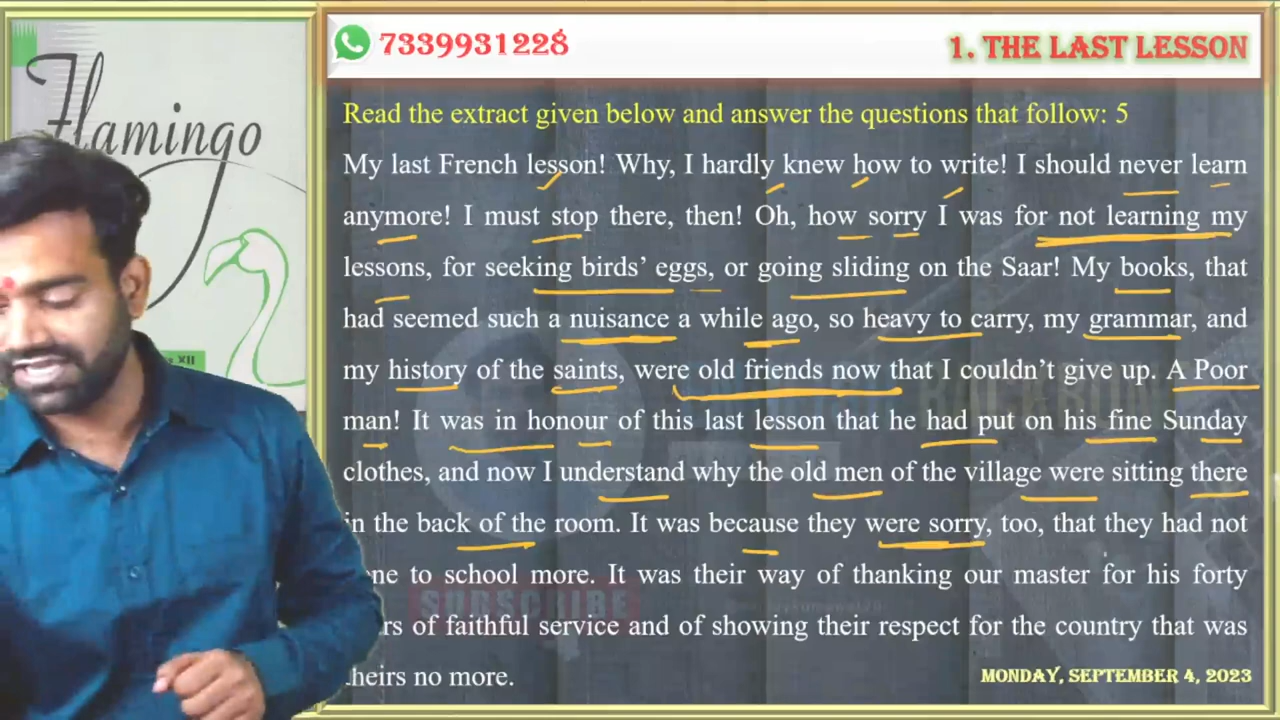 Flamingo
XII
7339931228
1. THE LAST LESSON
Read the extract given below and answer the questions that follow: 5
My last French lesson! Why, I hardly knew how to write! I should never learn
anymore! I must stop there, then! Oh, how sorry I was for not learning my
lessons, for seeking birds' eggs, or going sliding on the Saar! My books, that
had seemed such a nuisance a while ago, so heavy to carry, my grammar, and
my history of the saints, were old friends now that I couldn't give up. A Poor
man! It was in honour of this last lesson that he had put on his fine Sunday
clothes, and now I understand why the old men of the village were sitting there
in the back of the room. It was because they were sorry, too, that they had not
to school more. It was their way of thanking our master for his forty
of faithful service and of showing their respect for the country that was
theirs no more.
SUBSCRIBE
MONDAY, SEPTEMBER 4, 2023